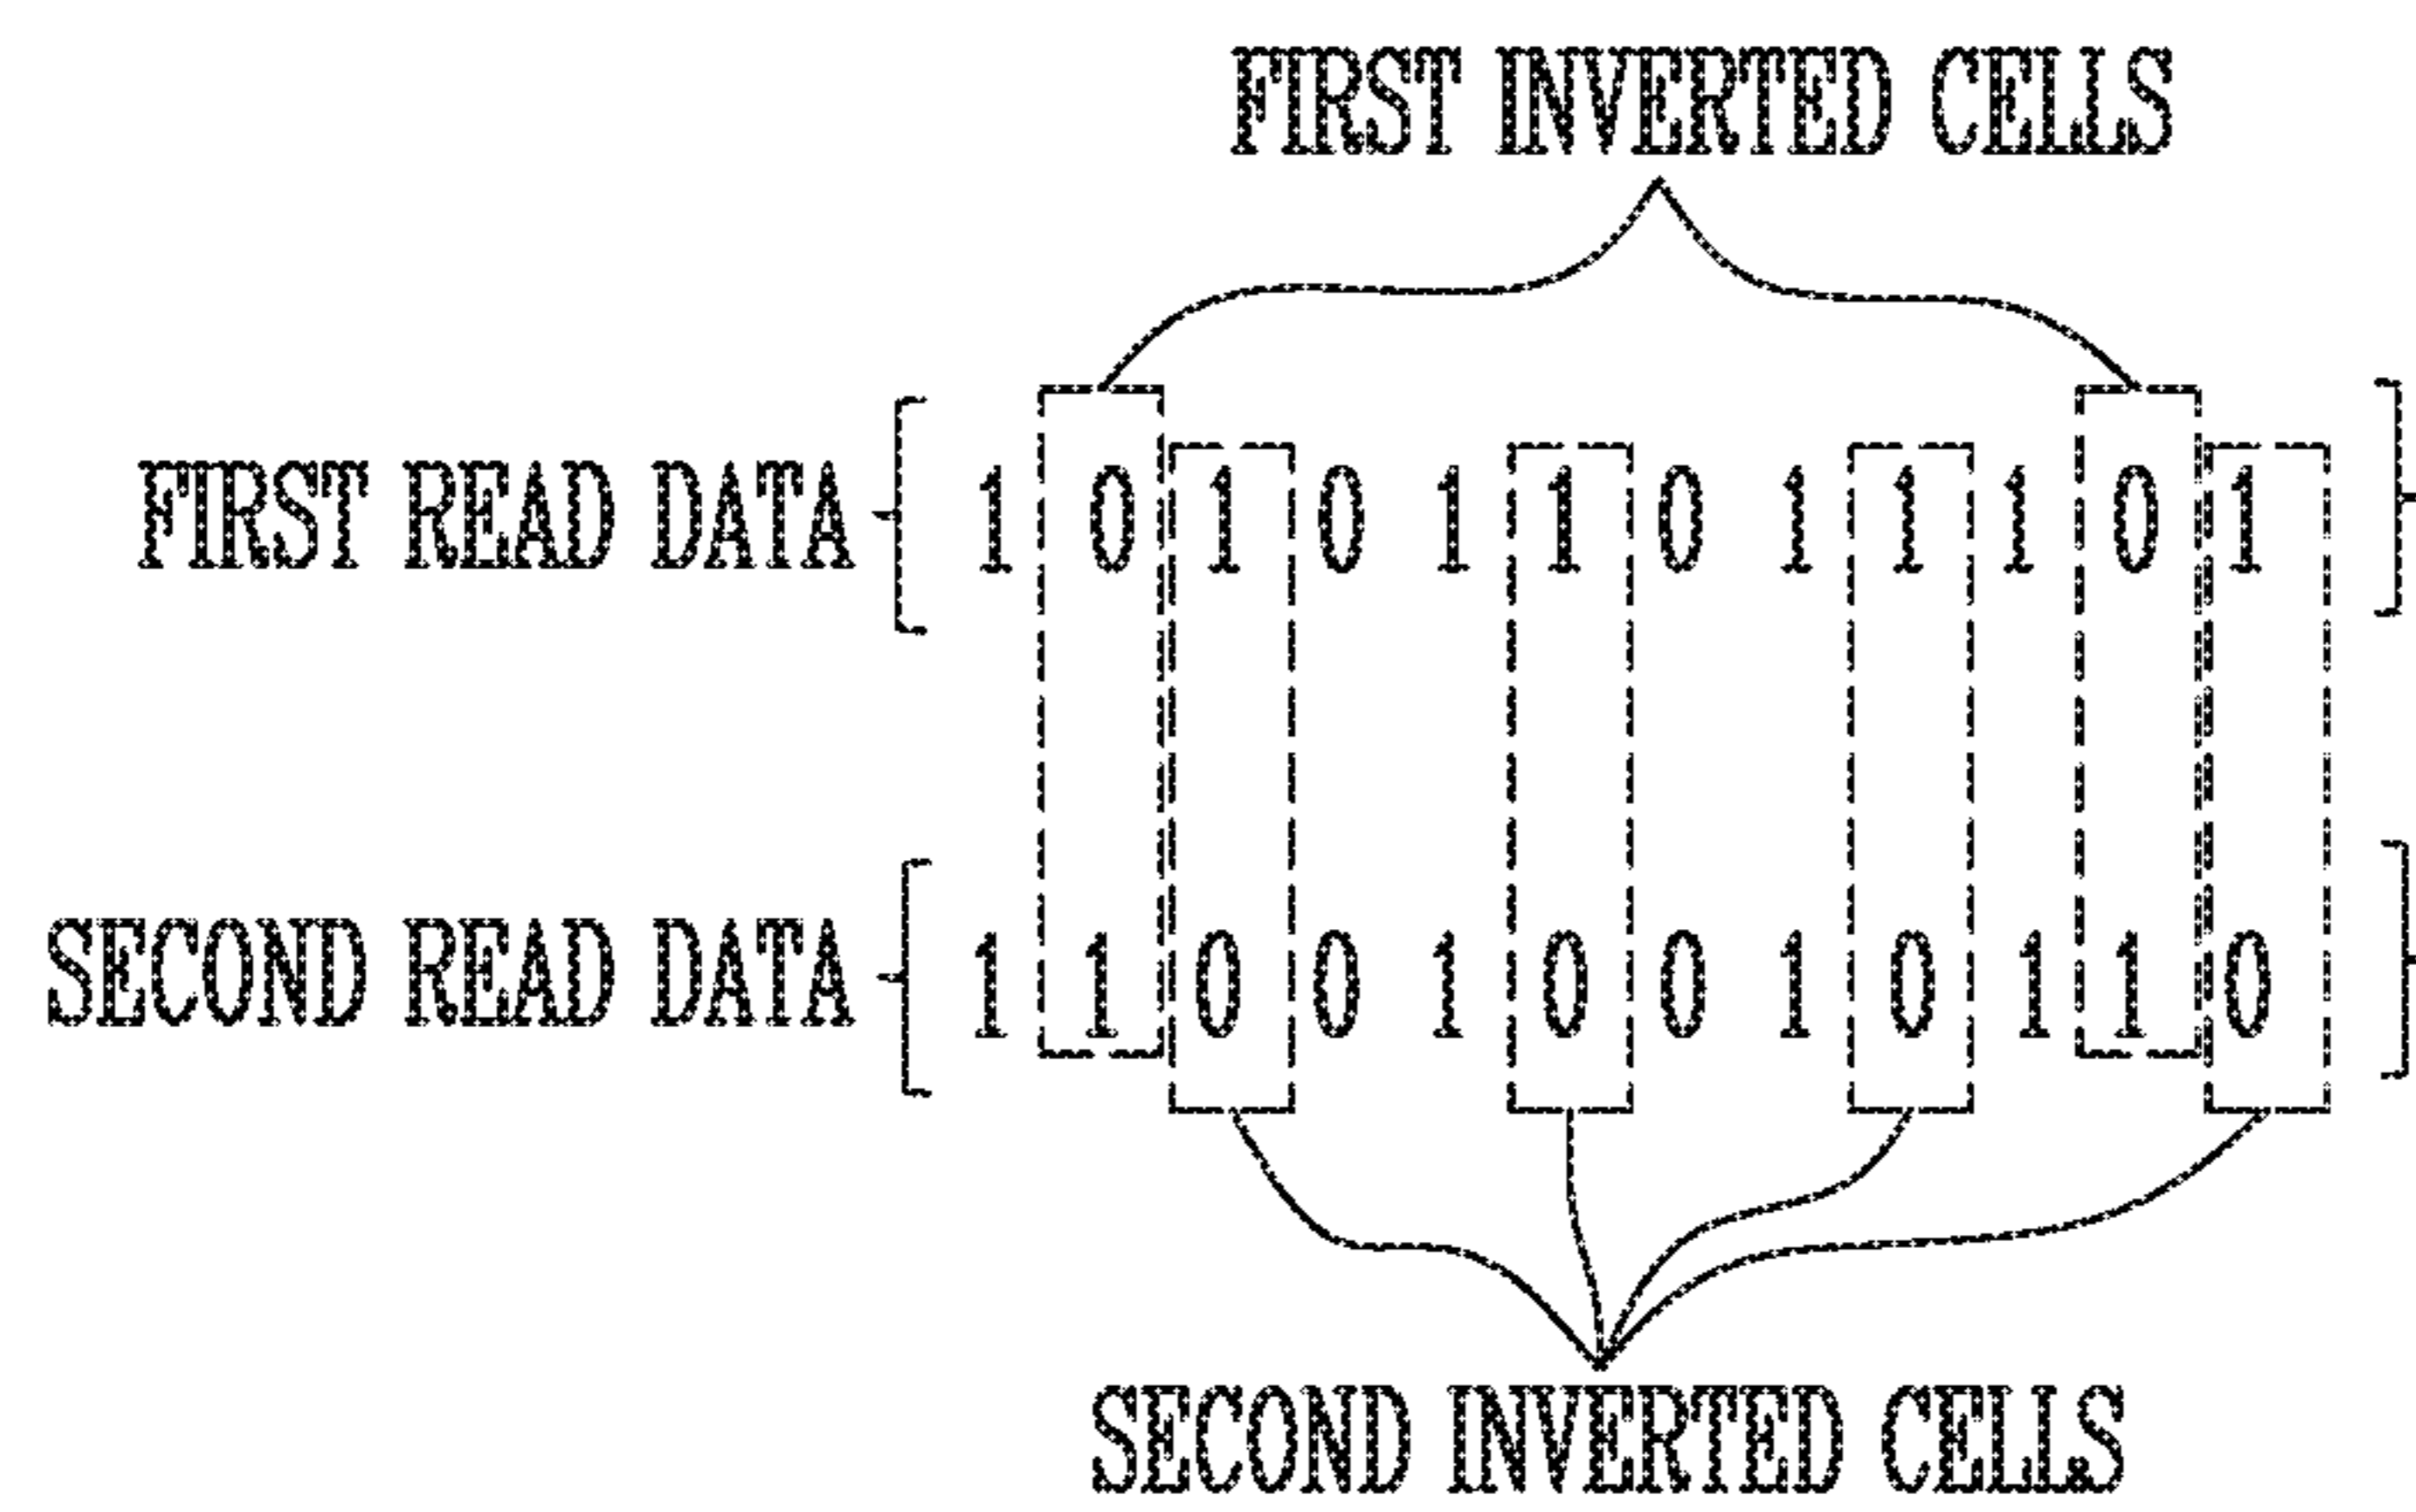 FIRST INVERTED CELLS
FIRST READ DATA 1 0 1 0 1 1 0 1 1 1 0 1
SECOND READ DATA 1 1 0 0 1 0 0 1 0 1 1 0
SECOND INVERTED CELLS